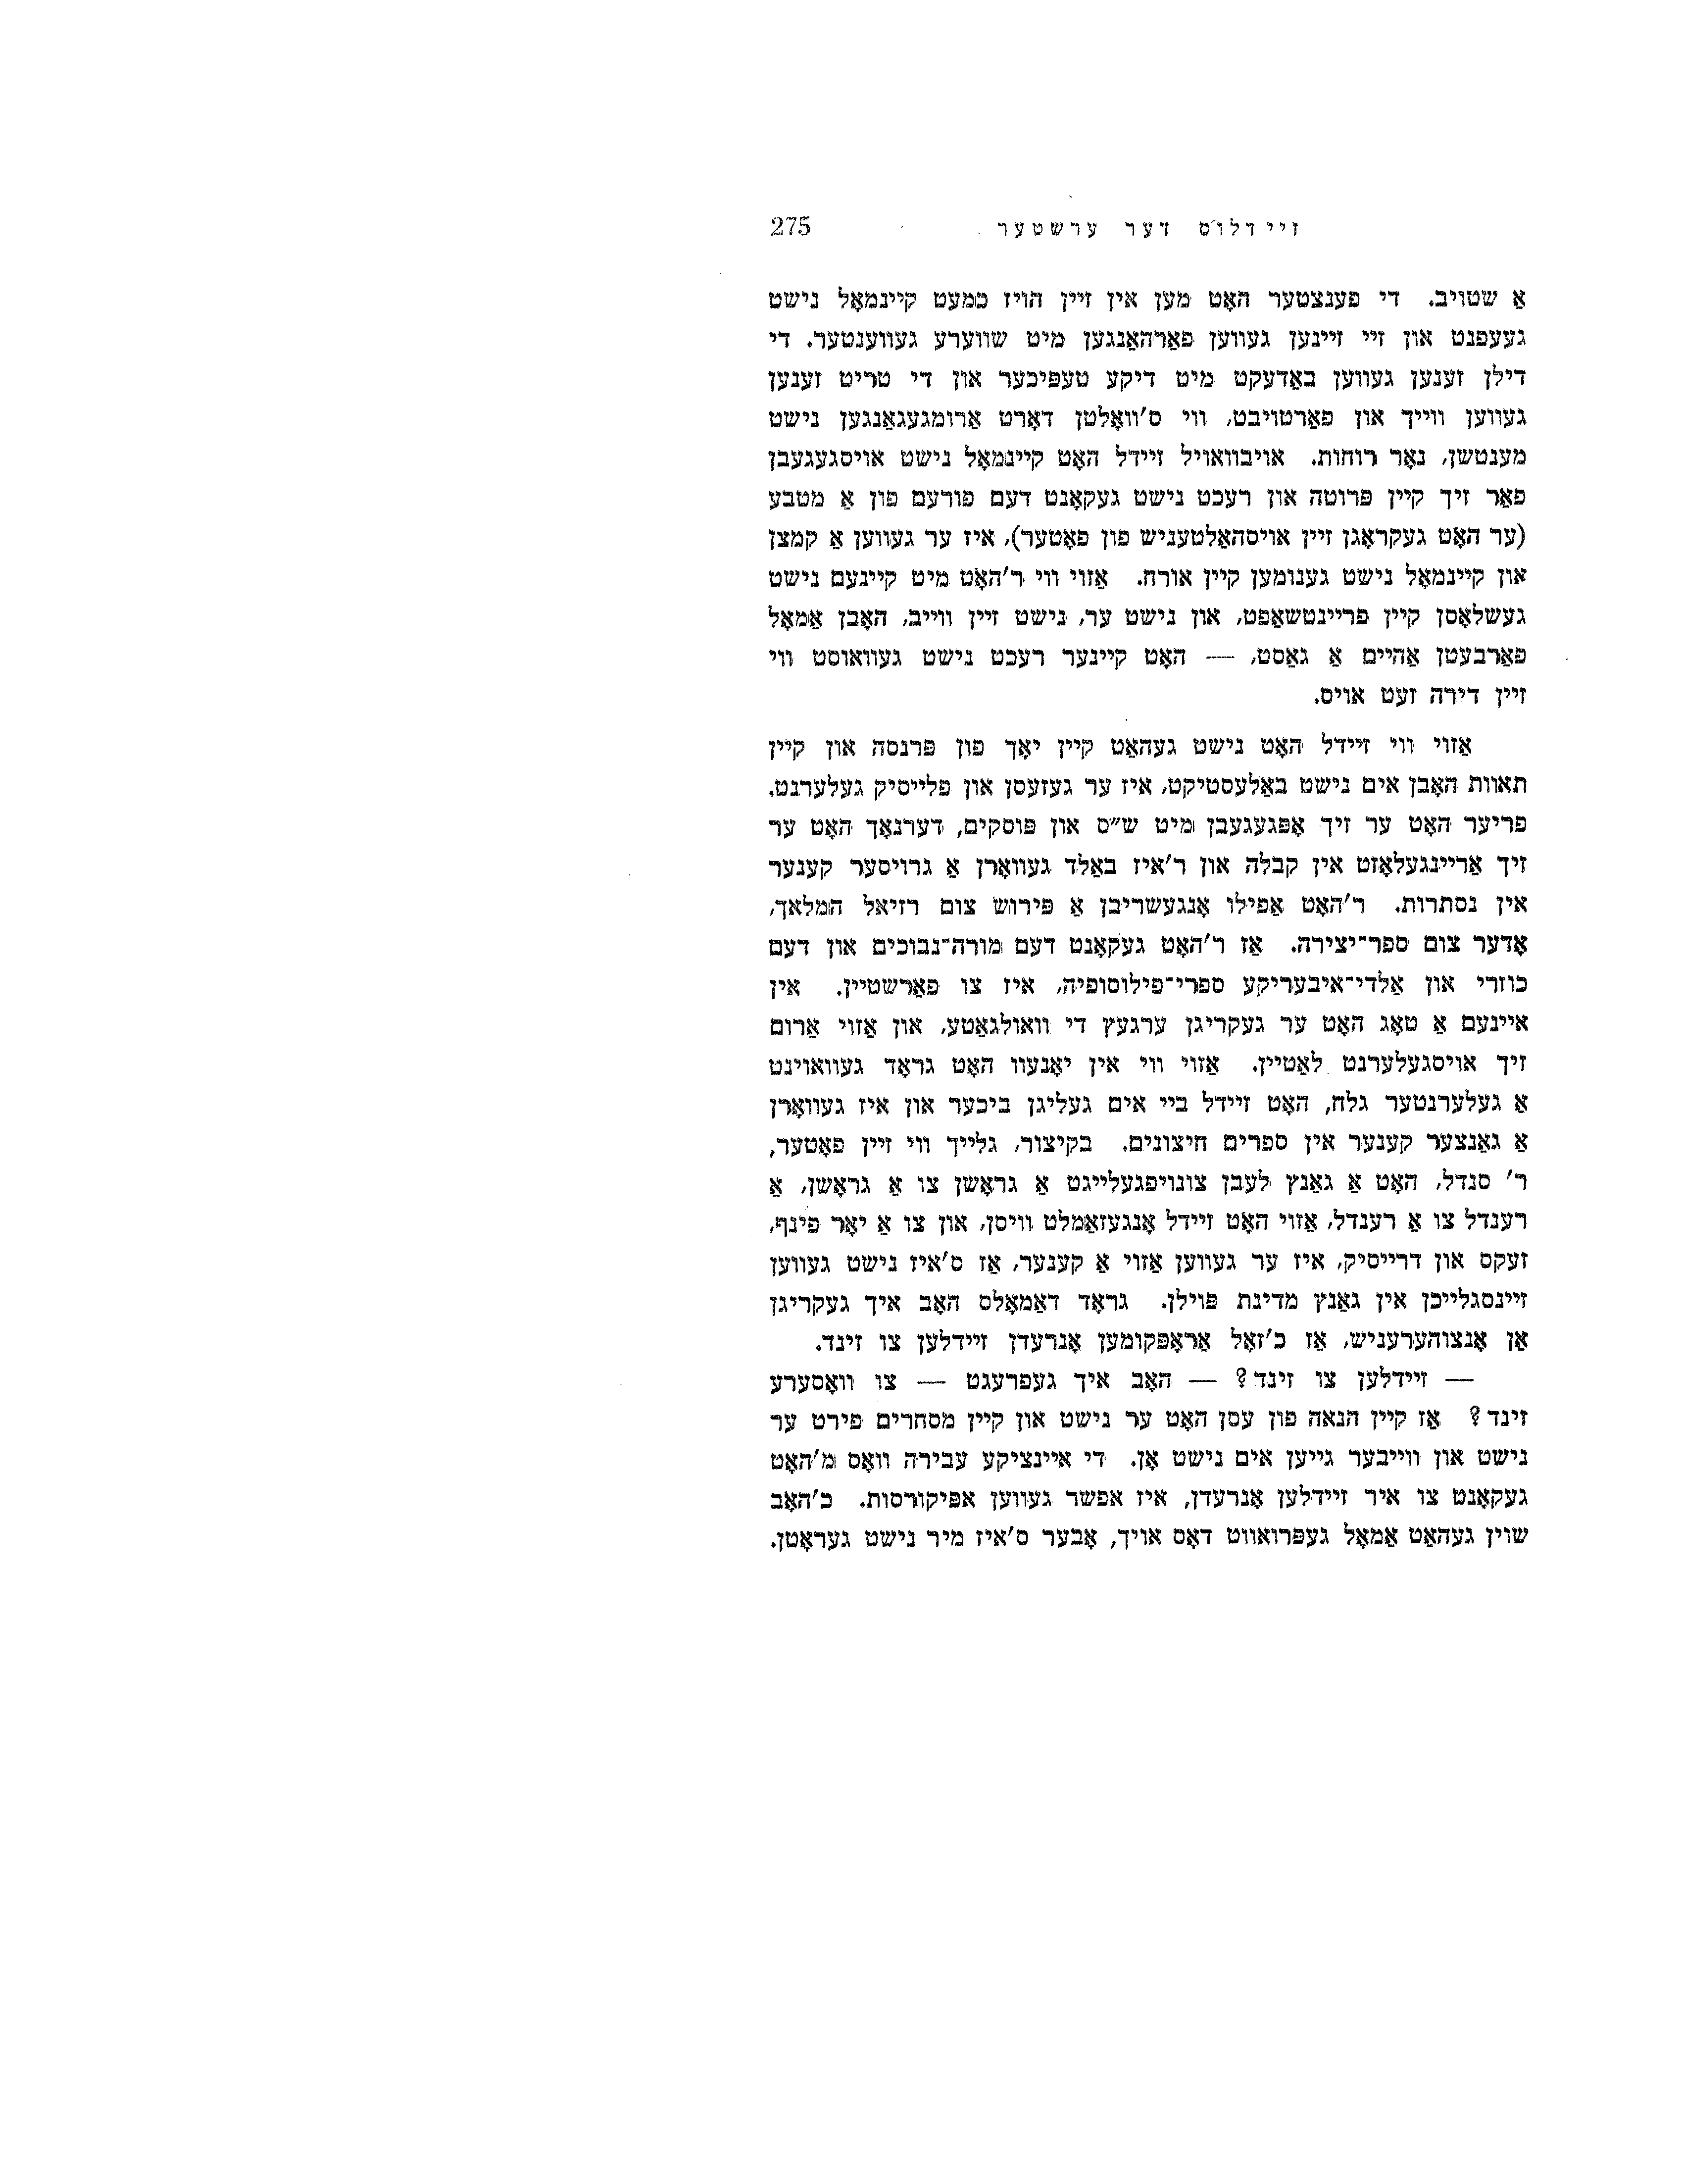 זיידלוס דער ערשטער 275
אַ שטויב. די פענצטער האָט מען אין זיין הויז כמעט קיינמאָל נישט
געעפנט און זיי זיינען געווען פאַרהאַנגען מיט שווערע געווענטער. די
דילן זענען געווען באַדעקט מיט דיקע טעפּיכער און די טריט זענען
געווען ווייך און פאַרטויבט, ווי ס'וואָלטן דאָרט אַרומגעגאַנגען נישט
מענטשן, נאָר רוחות. אויבוואויל זיידל האָט קיינמאָל נישט אויסגעגעבן
פאַר זיך קיין פּרוטה און רעכט נישט געקאָנט דעם פורעם פון אַ מטבע
(ער האָט געקראָגן זיין אויסהאַלטעניש פון פאָטער), איז ער געווען אַ קמצן
און קיינמאָל נישט גענומען קיין אורח. אַזוי ווי ר'האָט מיט קיינעם נישט
געשלאָסן קיין פריינטשאַפט, און נישט ער, נישט זיין ווייב, האָבן אַמאָל
פאַרבעטן אַהיים אַ גאַסט, — האָט קיינער רעכט נישט געוואוסט ווי
זיין דירה זעט אויס.
אַזוי ווי זיידל האָט נישט געהאַט קיין יאָך פון פּרנסה און קיין
תאוות האָבן אים נישט באַלעסטיקט, איז ער געזעסן און פלייסיק געלערנט.
פריער האָט ער זיך אָפּגעגעבן מיט ש״ס און פּוסקים, דערנאָך האָט ער
זיך אַריינגעלאָזט אין קבלה און ר'איז באַלד געוואָרן אַ גרויסער קענער
אין נסתרות. ר'האָט אַפילו אָנגעשריבן אַ פּירוש צום רזיאל המלאך,
אָדער צום ספר־יצירה. אַז ר'האָט געקאָנט דעם מורה־נבוכים און דעם
כוזרי און אַלדי־איבעריקע ספרי־פילוסופיה, איז צו פאַרשטיין. אין
איינעם אַ טאָג האָט ער געקריגן ערגעץ די וואולגאַטע, און אַזוי אַרום
זיך אויסגעלערנט לאַטיין. אַזוי ווי אין יאָנעוו האָט גראָד געוואוינט
אַ געלערנטער גלח, האָט זיידל ביי אים געליגן ביכער און איז געוואָרן
אַ גאַנצער קענער אין ספרים חיצונים. בקיצור, גלייך ווי זיין פאָטער,
ר' סנדל, האָט אַ גאַנץ לעבן צונויפגעלייגט אַ גראָשן צו אַ גראָשן, אַ
רענדל צו אַ רענדל, אַזוי האָט זיידל אָנגעזאַמלט וויסן, און צו אַ יאָר פינף,
זעקס און דרייסיק, איז ער געווען אַזוי אַ קענער, אַז ס'איז נישט געווען
זיינסגלייכן אין גאַנץ מדינת פּוילן. גראָד דאַמאָלס האָב איך געקריגן
אַן אָנצוהערעניש, אַז כ'זאָל אַראָפּקומען אָנרעדן זיידלען צו זינד.
— זיידלען צו זינד? — האָב איך געפרעגט — צו וואָסערע
זינד? אַז קיין הנאה פון עסן האָט ער נישט און קיין מסחרים פירט ער
נישט און ווייבער גייען אים נישט אָן. די איינציקע עבירה וואָס מ'האָט
געקאָנט צו איר זיידלען אָנרעדן, איז אפשר געווען אפּיקורסות. כ'האָב
שוין געהאַט אַמאָל געפּרואווט דאָס אויך, אָבער ס'איז מיר נישט געראָטן.